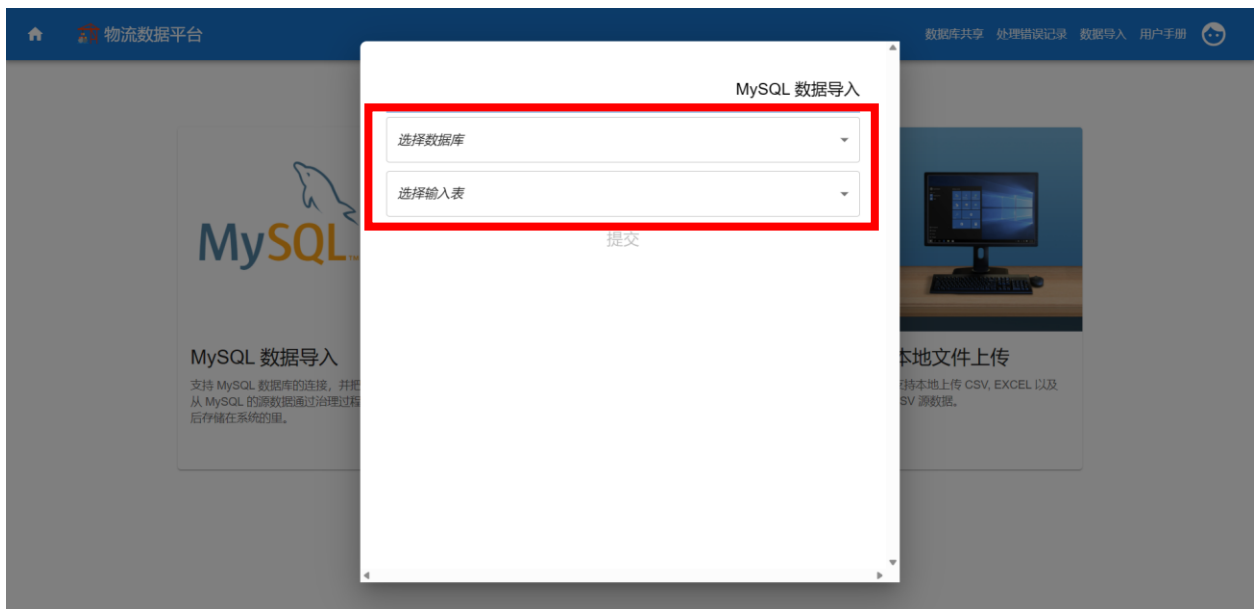 物流数据平台
数据库共享 处理错误记录 数据导入 用户手册
MySQL 数据导入
选择数据库
选择输入表
提交
MySQL
MySQL 数据导入
支持 MySQL 数据库的连接，并把
从 MySQL 的源数据通过治理过程
后存储在系统的里。
本地文件上传
支持本地上传 CSV, EXCEL 以及
SV 源数据。